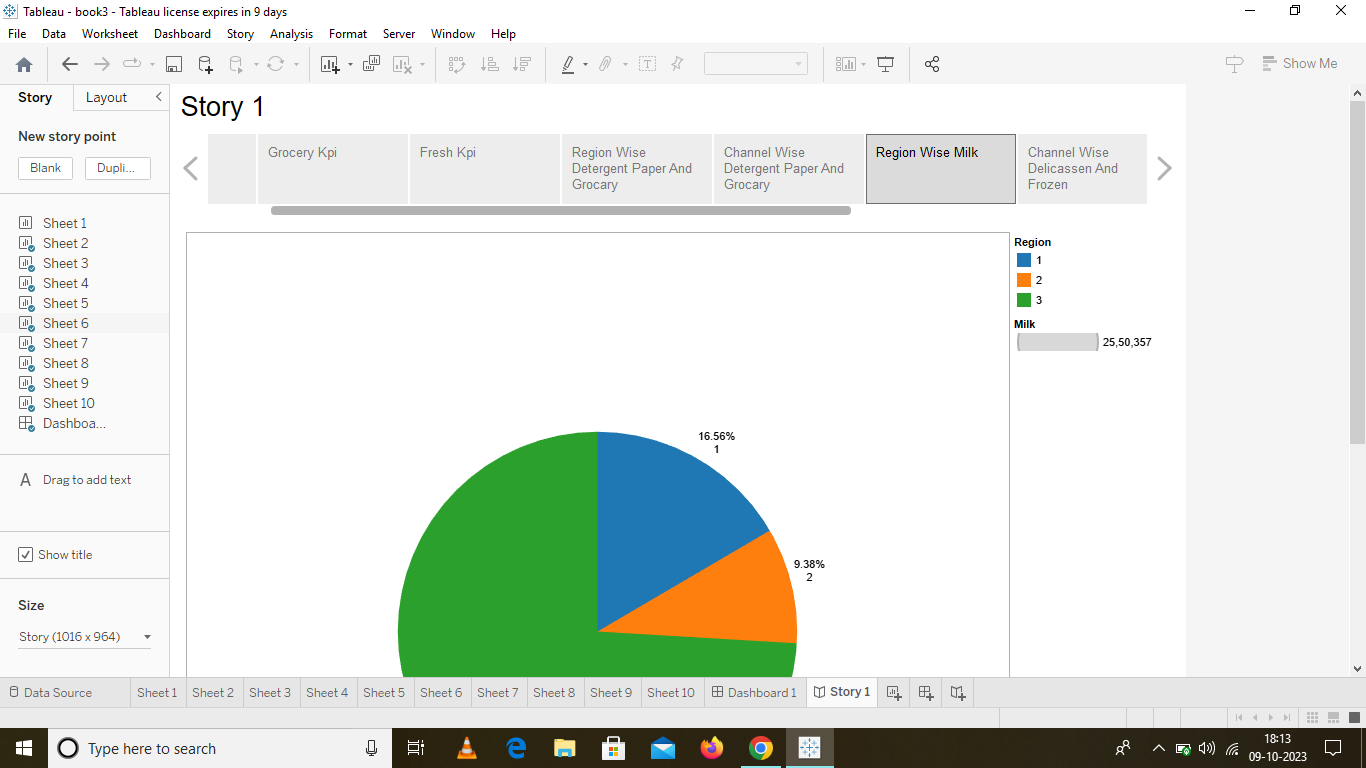 Tableau - book3 - Tableau license expires in 9 days
File Data Worksheet Dashboard Story Analysis Format Server Window Help
Show Me
Story Layout
New story point
Blank Dupli...
Sheet 1
Sheet 2
Sheet 3
Sheet 4
Sheet 5
Sheet 6
Sheet 7
Sheet 8
Sheet 9
Sheet 10
Dashboa...
A Drag to add text
Show title
Size
Story (1016 x 964)
Story 1
Grocery Kpi
Fresh Kpi
Region Wise
Detergent Paper And
Grocary
Channel Wise
Detergent Paper And
Grocary
Region Wise Milk
Channel Wise
Delicassen And
Frozen
Region
1
2
3
Milk
25,50,357
16.56%
1
9.38%
2
Data Source Sheet 1 Sheet 2 Sheet 3 Sheet 4 Sheet 5 Sheet 6 Sheet 7 Sheet 8 Sheet 9 Sheet 10 Dashboard 1 Story 1
Type here to search
18:13
09-10-2023